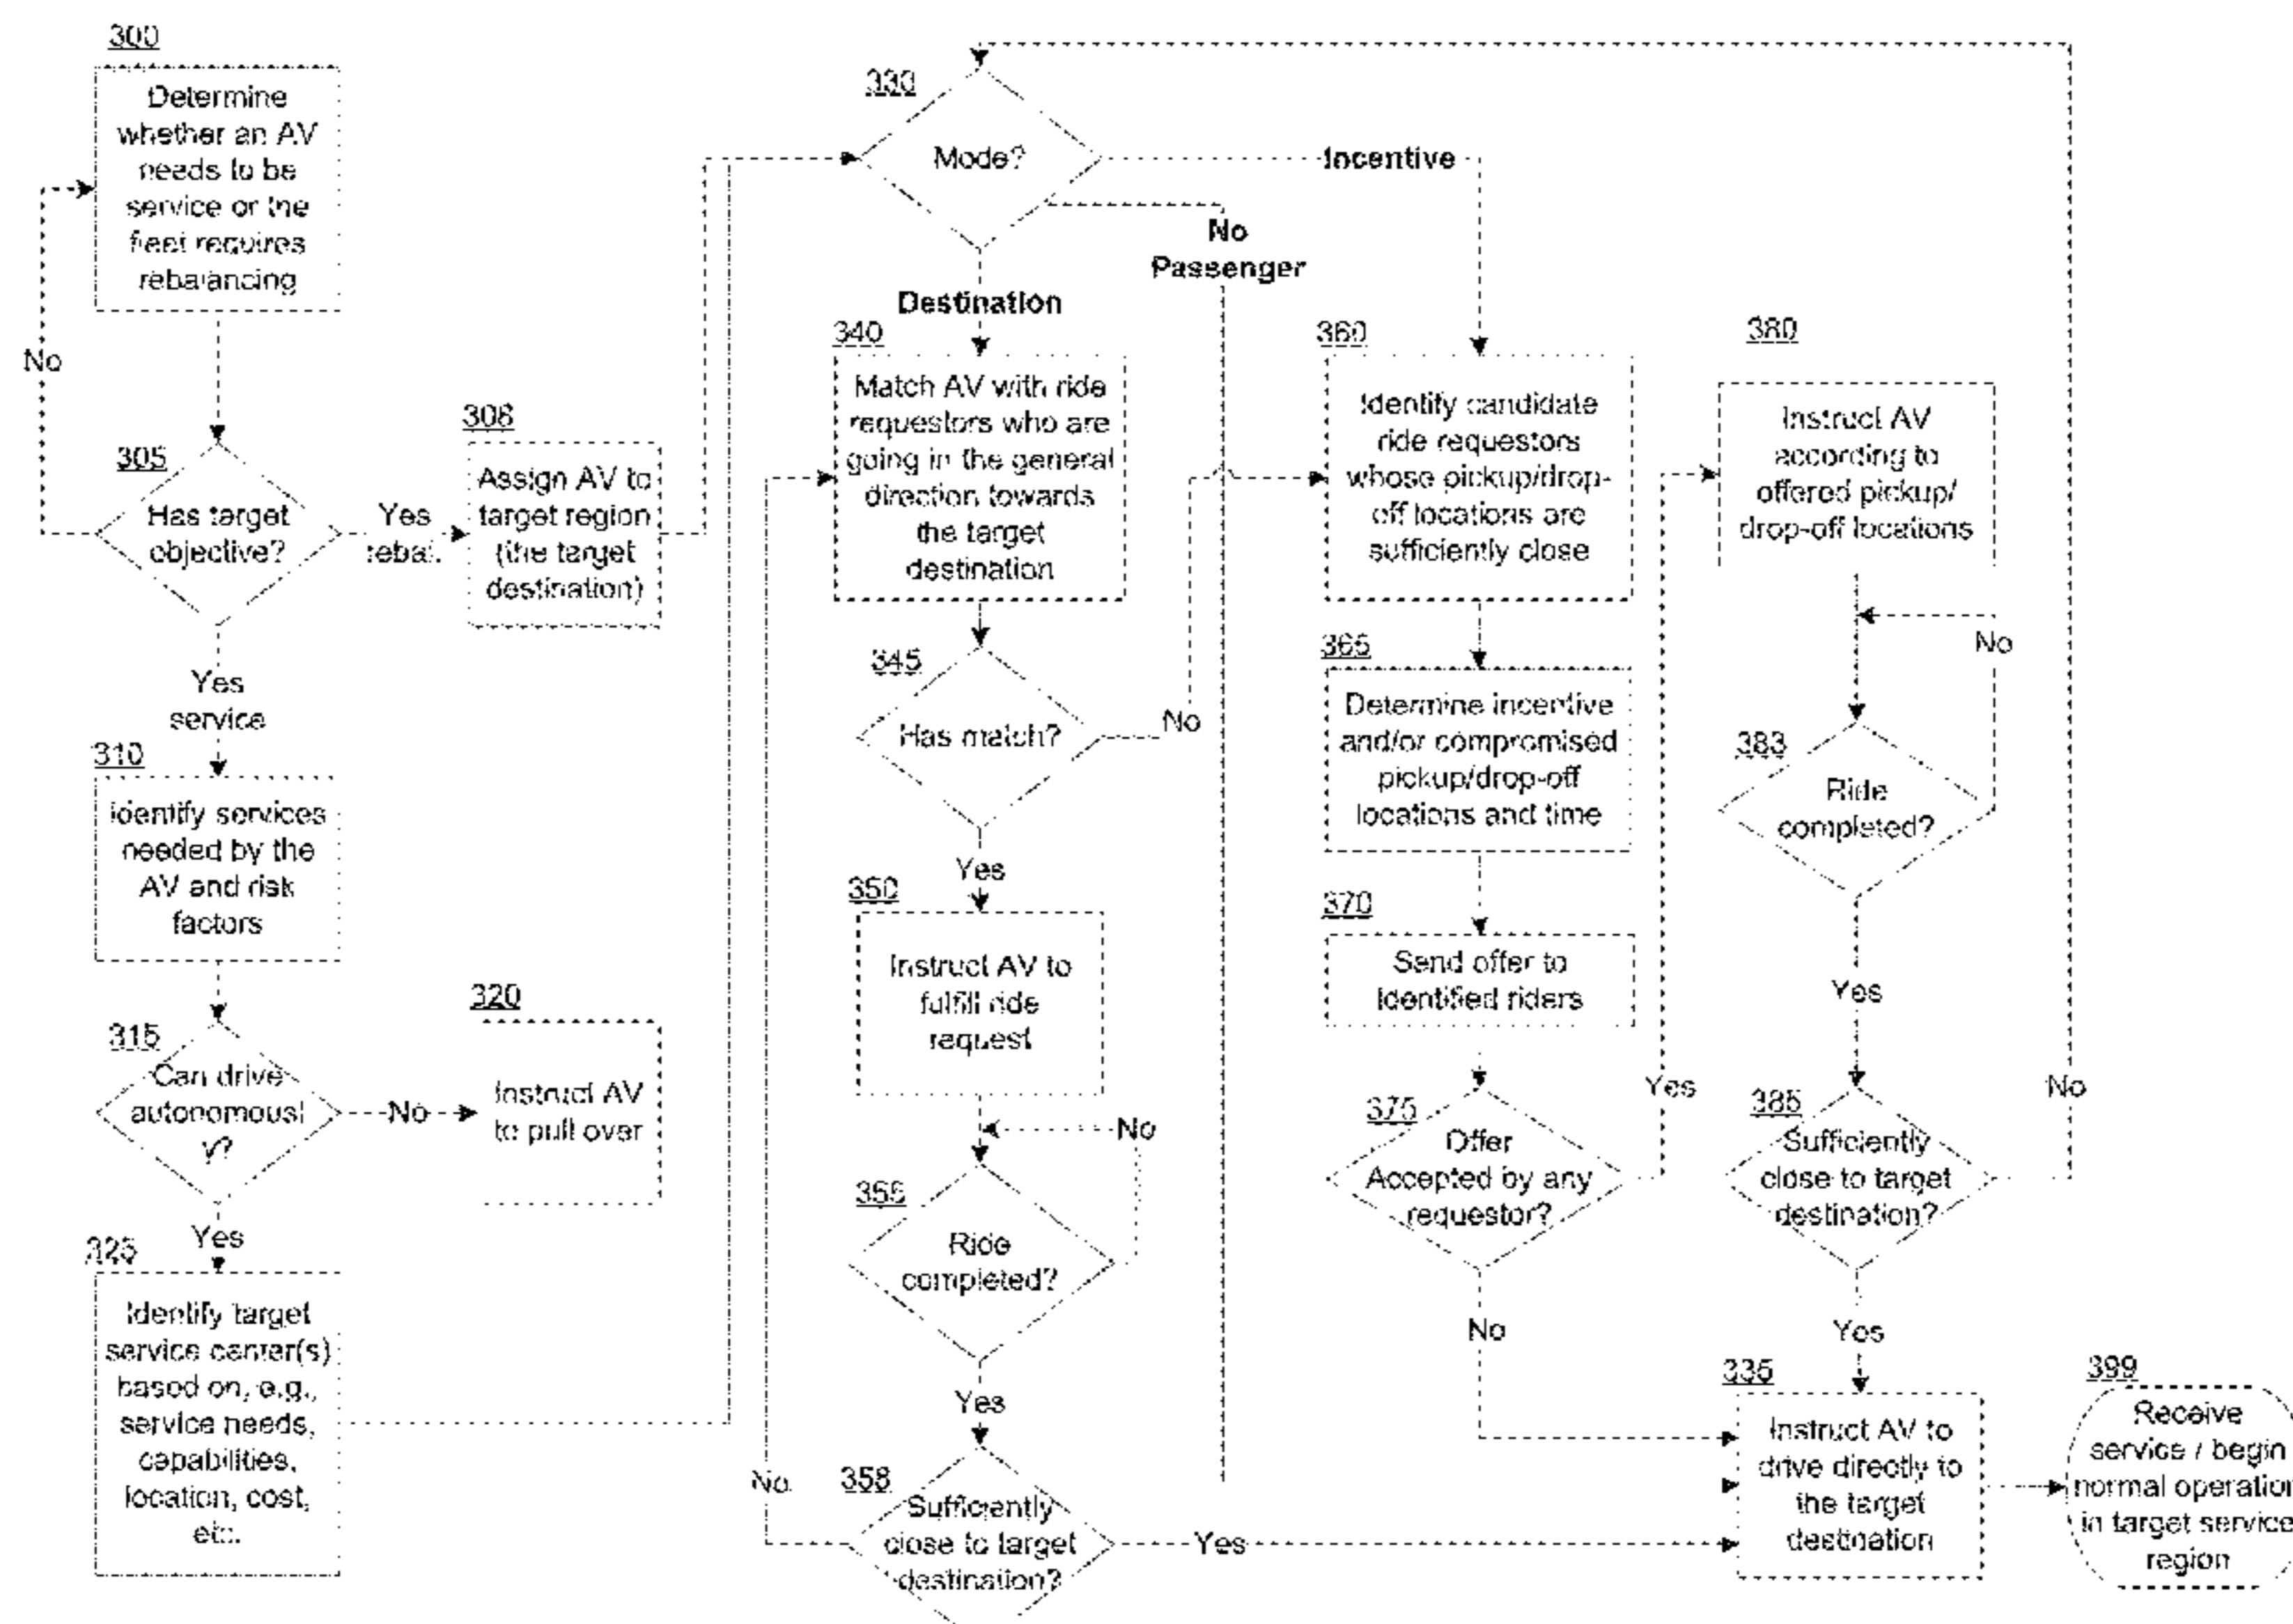 300
Determine
whether an AV
needs to be
service or the
fleet requires
rebalancing
No
305
Has target
objective?
Yes
rebal.
308
Assign AV to
target region
(the target
destination)
Yes
service
310
Identify services
needed by the
AV and risk
factors
315
Can drive
autonomousl
y?
No
320
Instruct AV
to pull over
Yes
325
Identify target
service center(s)
based on, e.g.,
service needs,
capabilities,
location, cost,
etc.
330
Mode?
Incentive
No
Passenger
Destination
340
Match AV with ride
requestors who are
going in the general
direction towards
the target
destination
345
Has match?
No
Yes
350
Instruct AV to
fulfill ride
request
No
355
Ride
completed?
Yes
358
Sufficiently
close to target
destination?
No
Yes
360
Identify candidate
ride requestors
whose pickup/drop-
off locations are
sufficiently close
365
Determine incentive
and/or compromised
pickup/drop-off
locations and time
370
Send offer to
identified riders
375
Offer
Accepted by any
requestor?
Yes
No
380
Instruct AV
according to
offered pickup/
drop-off locations
No
383
Ride
completed?
Yes
385
Sufficiently
close to target
destination?
No
Yes
335
Instruct AV to
drive directly to
the target
destination
399
Receive
service / begin
normal operation
in target service
region